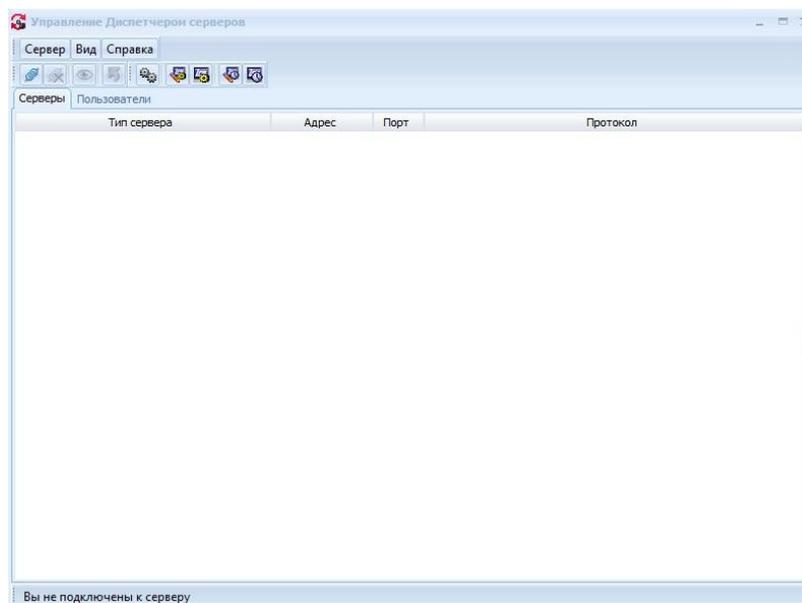 Управление Диспетчером серверов
Сервер Вид Справка
Серверы Пользователи
Тип сервера Адрес Порт Протокол
Вы не подключены к серверу